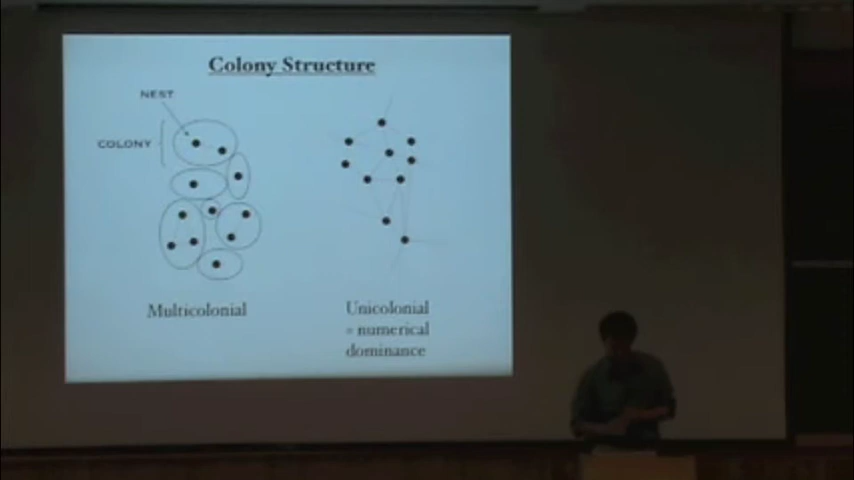 Colony Structure
NEST
COLONY
Multicolonial
Unicolonial
= numerical
dominance